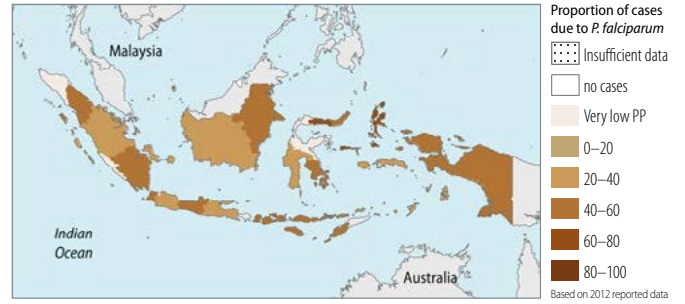 Malaysia
Indian
Ocean
Australia
Proportion of cases
due to P. falciparum
Insufficient data
no cases
Very low PP
0–20
20–40
40–60
60–80
80–100
Based on 2012 reported data